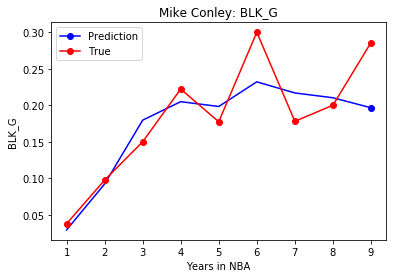 Mike Conley: BLK_G
Prediction
True
0.30
0.25
0.20
0.15
0.10
0.05
BLK_G
1 2 3 4 5 6 7 8 9
Years in NBA